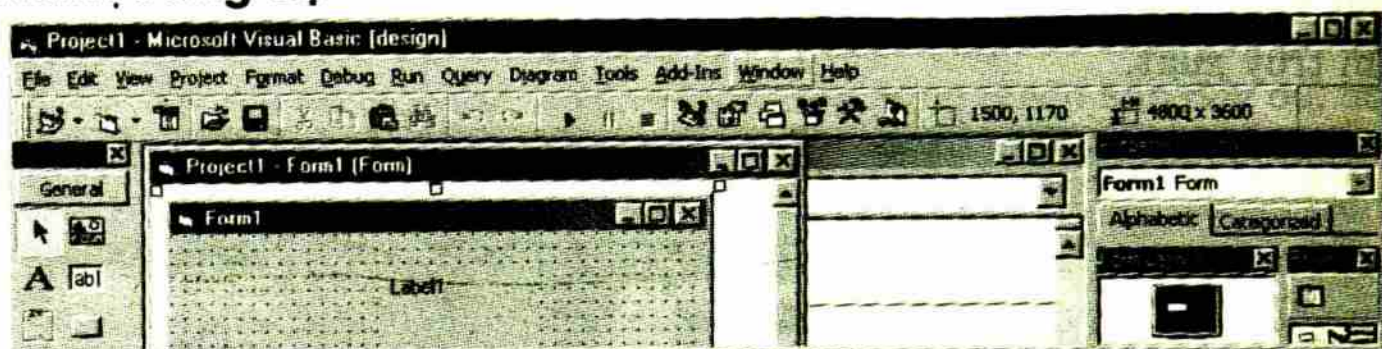 Project1 - Microsoft Visual Basic [design]
File Edit View Project Format Debug Run Query Diagram Tools Add-Ins Window Help
1500, 1170 4800 x 3600
Project1 - Form1 (Form)
General
Form1 Form
Form1
Alphabetic Categorized
A abl
Label1